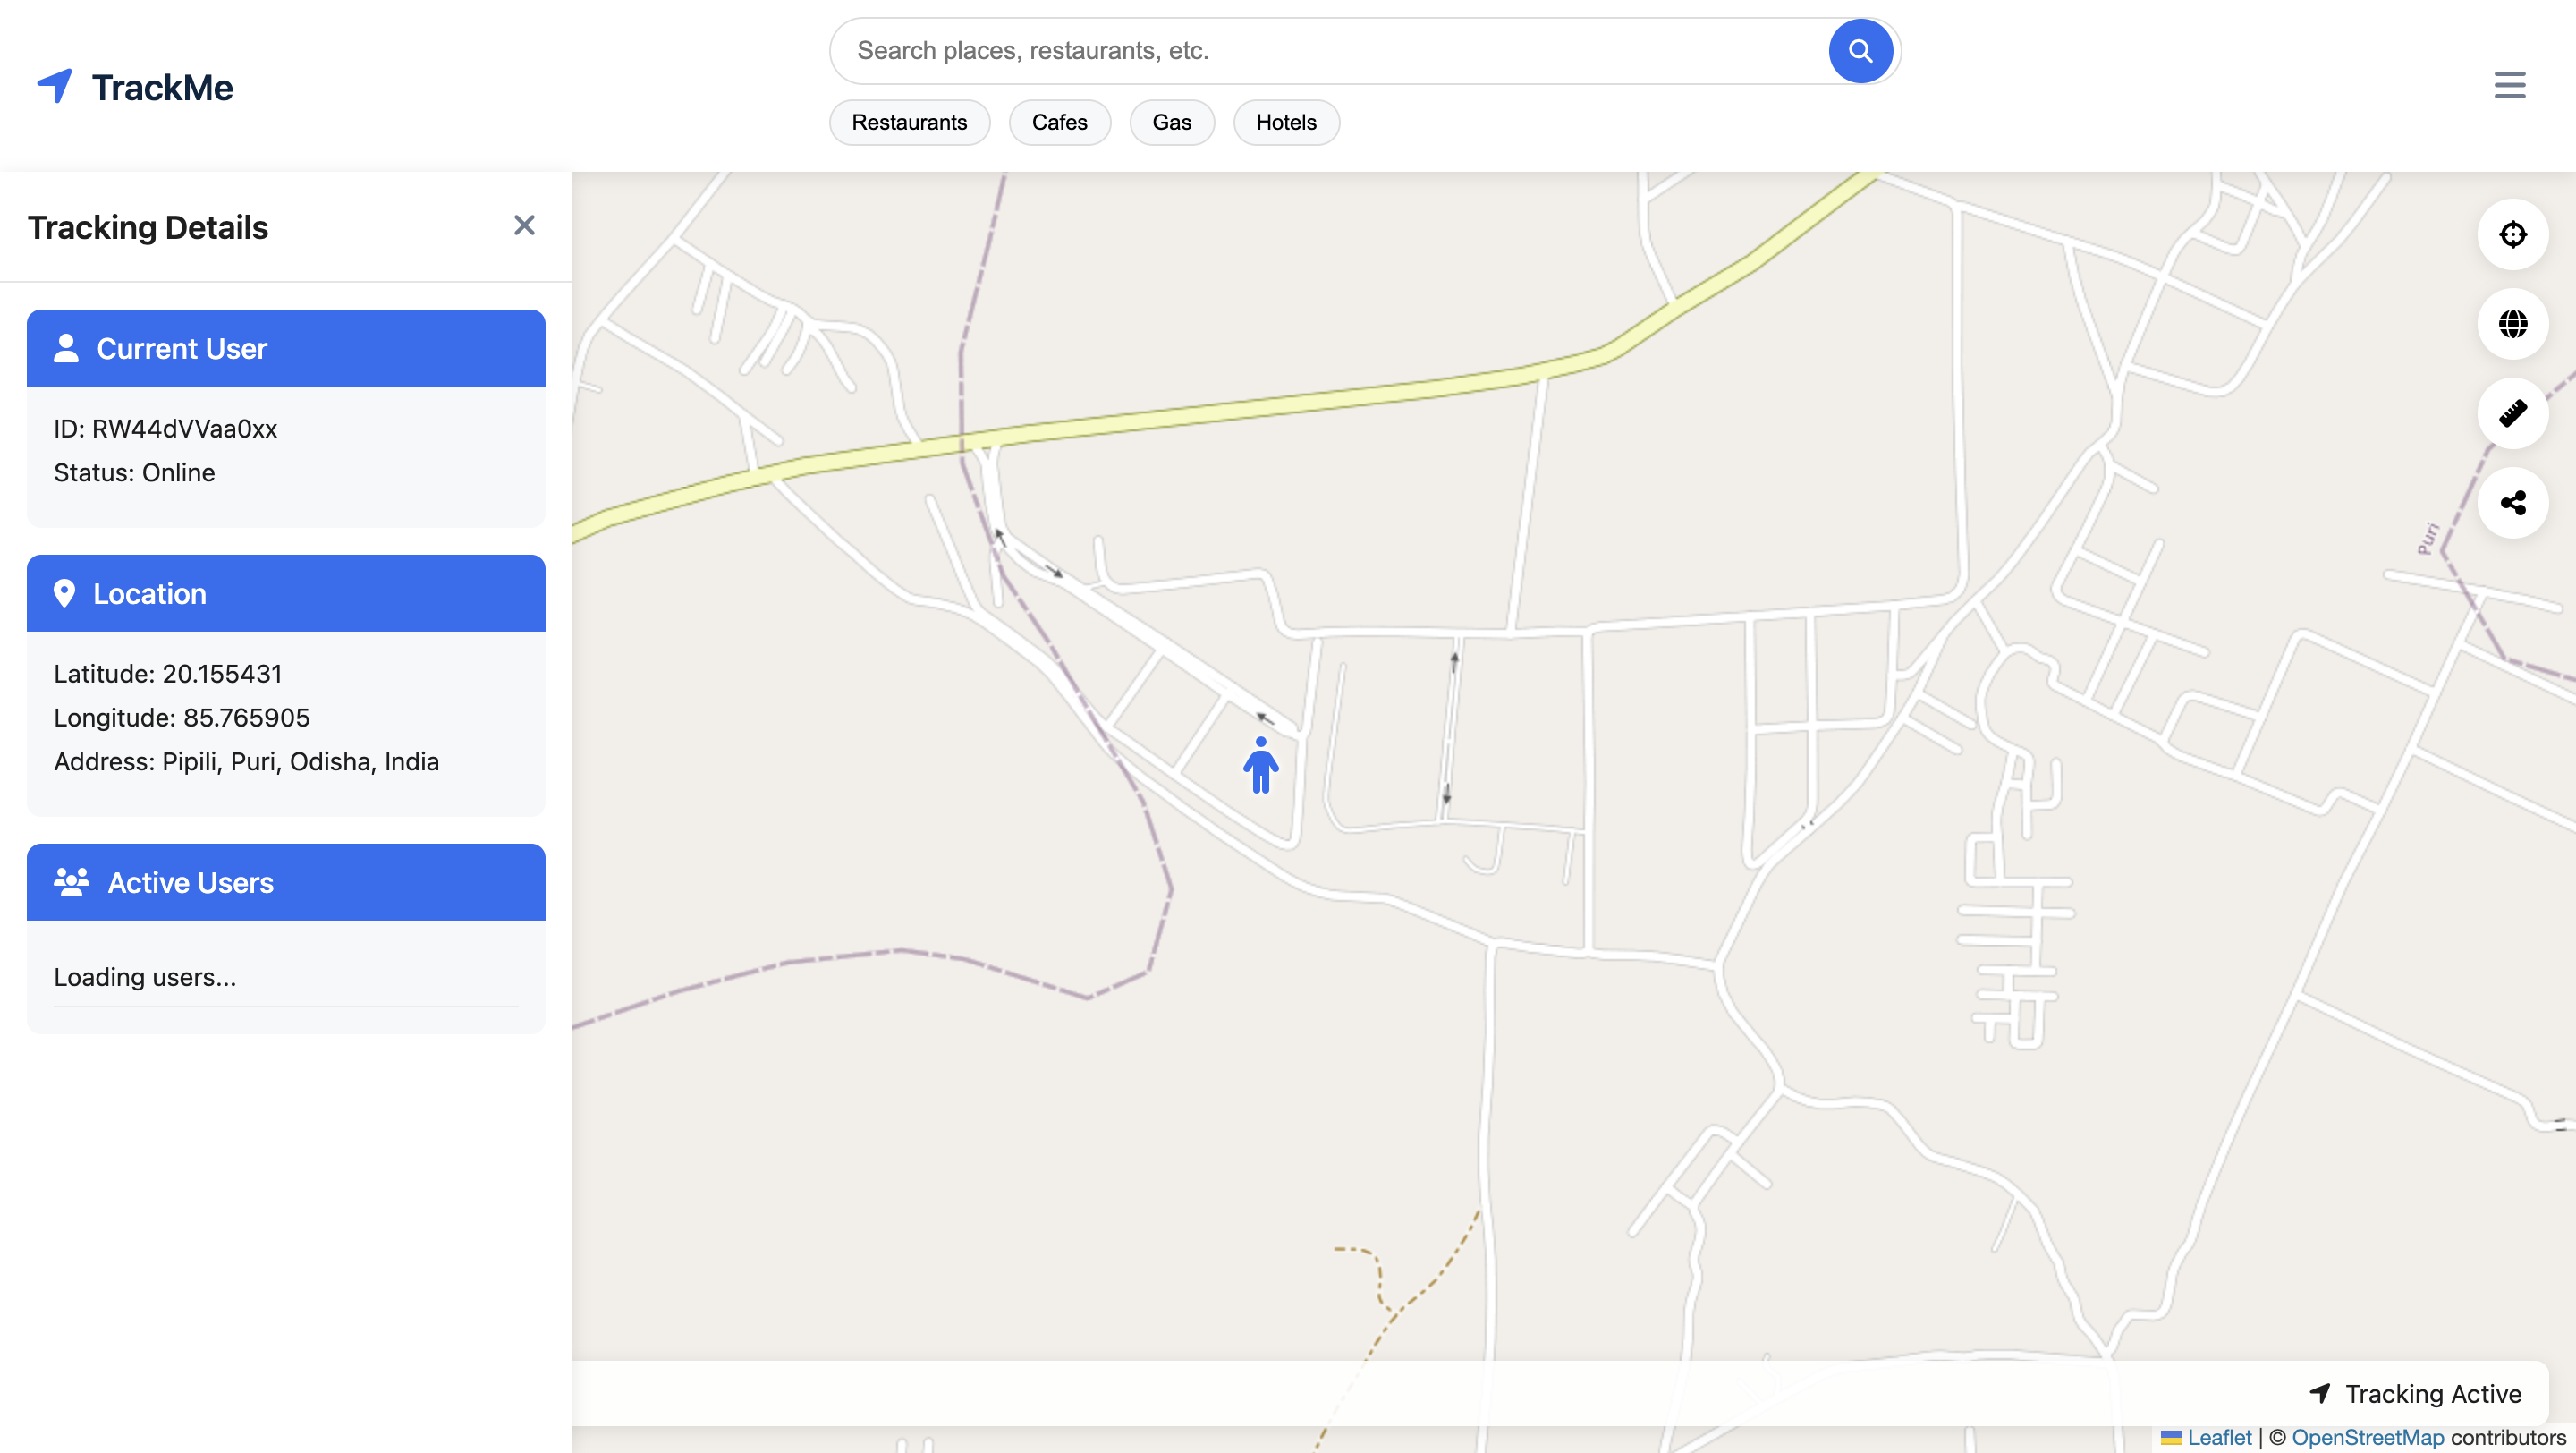 TrackMe
Search places, restaurants, etc.
Restaurants
Cafes
Gas
Hotels
Tracking Details
Current User
ID: RW44dVVaa0xx
Status: Online
Location
Latitude: 20.155431
Longitude: 85.765905
Address: Pipili, Puri, Odisha, India
Active Users
Loading users...
Puri
Tracking Active
Leaflet | © OpenStreetMap contributors